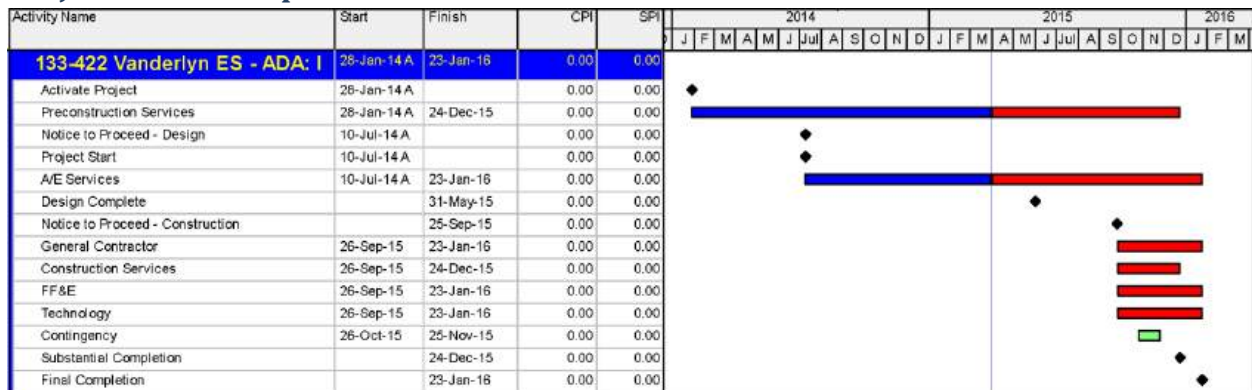 Activity Name Start Finish CPI SPI 2014 2015 2016
J F M A M J Jul A S O N D J F M A M J Jul A S O N D J F M
133-422 Vanderlyn ES - ADA: I 28-Jan-14 A 23-Jan-16 0.00 0.00
Activate Project 28-Jan-14 A 0.00 0.00
Preconstruction Services 28-Jan-14 A 24-Dec-15 0.00 0.00
Notice to Proceed - Design 10-Jul-14 A 0.00 0.00
Project Start 10-Jul-14 A 0.00 0.00
A/E Services 10-Jul-14 A 23-Jan-16 0.00 0.00
Design Complete 31-May-15 0.00 0.00
Notice to Proceed - Construction 25-Sep-15 0.00 0.00
General Contractor 26-Sep-15 23-Jan-16 0.00 0.00
Construction Services 26-Sep-15 24-Dec-15 0.00 0.00
FF&E 26-Sep-15 23-Jan-16 0.00 0.00
Technology 26-Sep-15 23-Jan-16 0.00 0.00
Contingency 26-Oct-15 25-Nov-15 0.00 0.00
Substantial Completion 24-Dec-15 0.00 0.00
Final Completion 23-Jan-16 0.00 0.00